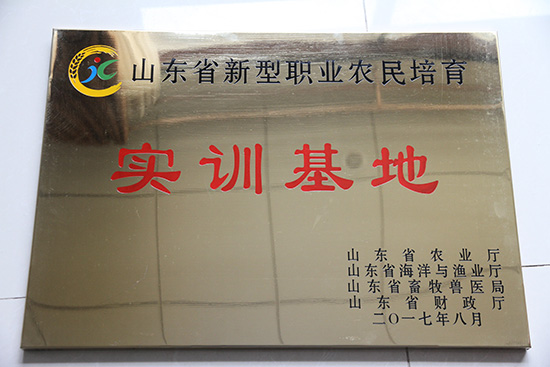 山东省新型职业农民培育
实训基地
山东省农业厅
山东省海洋与渔业厅
山东省畜牧兽医局
山东省财政厅
二〇一七年八月